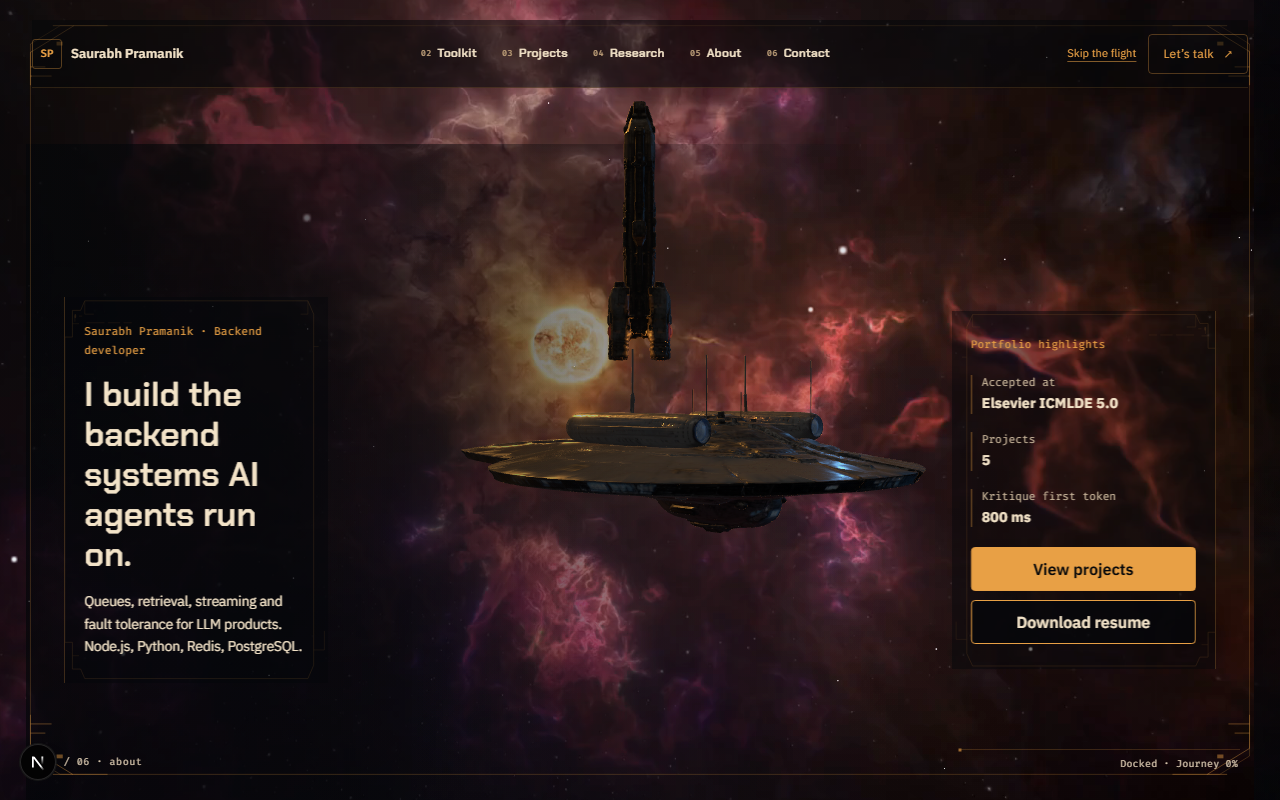 SP Saurabh Pramanik 02 Toolkit 03 Projects 04 Research 05 About 06 Contact Skip the flight Let's talk ↗
Saurabh Pramanik · Backend
developer
I build the
backend
systems AI
agents run
on.
Queues, retrieval, streaming and
fault tolerance for LLM products.
Node.js, Python, Redis, PostgreSQL.
Portfolio highlights
Accepted at
Elsevier ICMLDE 5.0
Projects
5
Kritique first token
800 ms
View projects
Download resume
N / 06 · about
Docked · Journey 0%